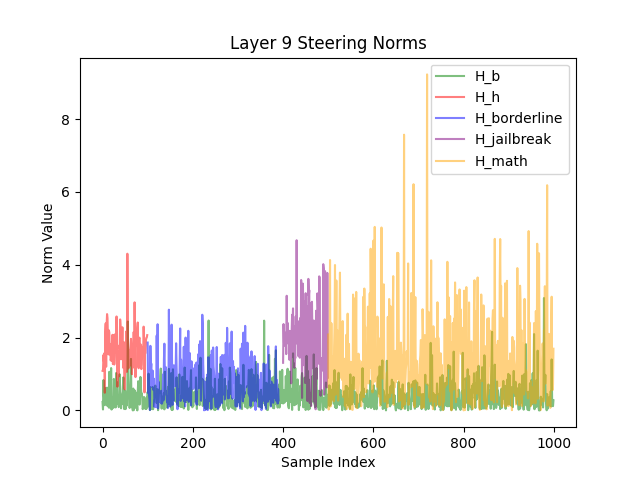 Layer 9 Steering Norms
H_b
H_h
H_borderline
H_jailbreak
H_math
Norm Value
8
6
4
2
0
0
200
400
600
800
1000
Sample Index